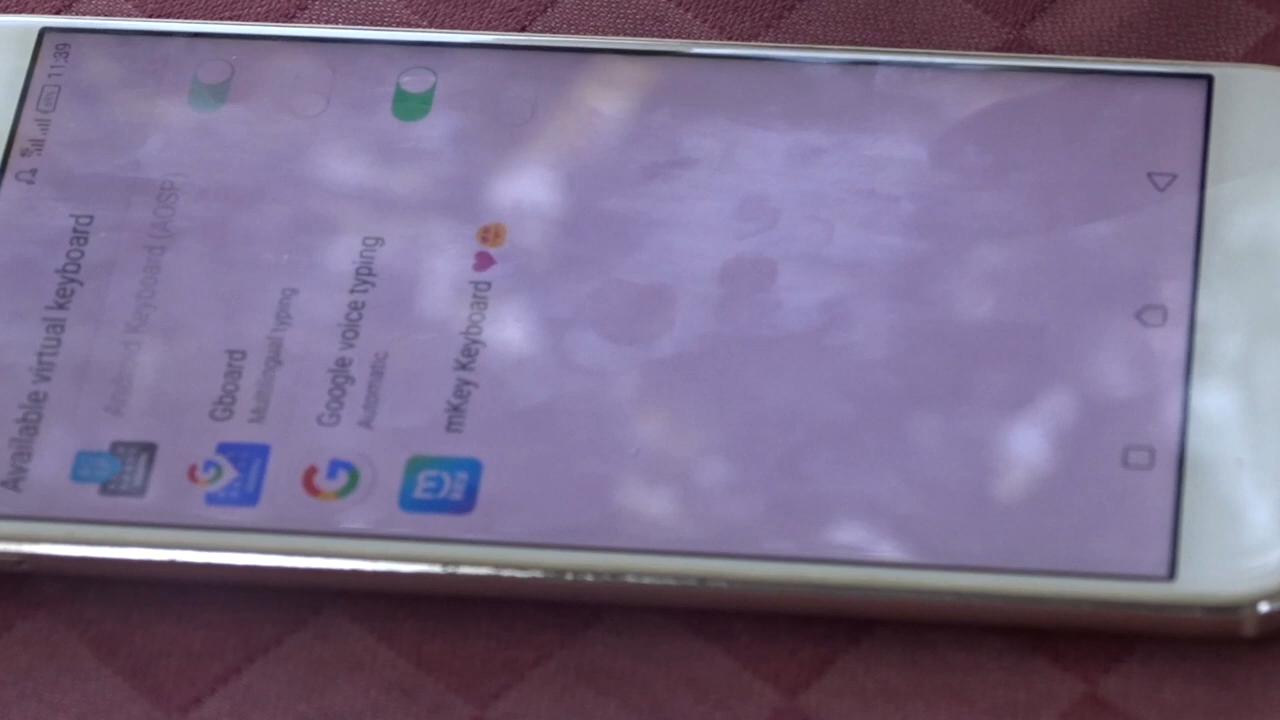 11:39
Available virtual keyboard
Android Keyboard (AOSP)
Gboard
Multilingual typing
Google voice typing
Automatic
mKey Keyboard ❤️😍